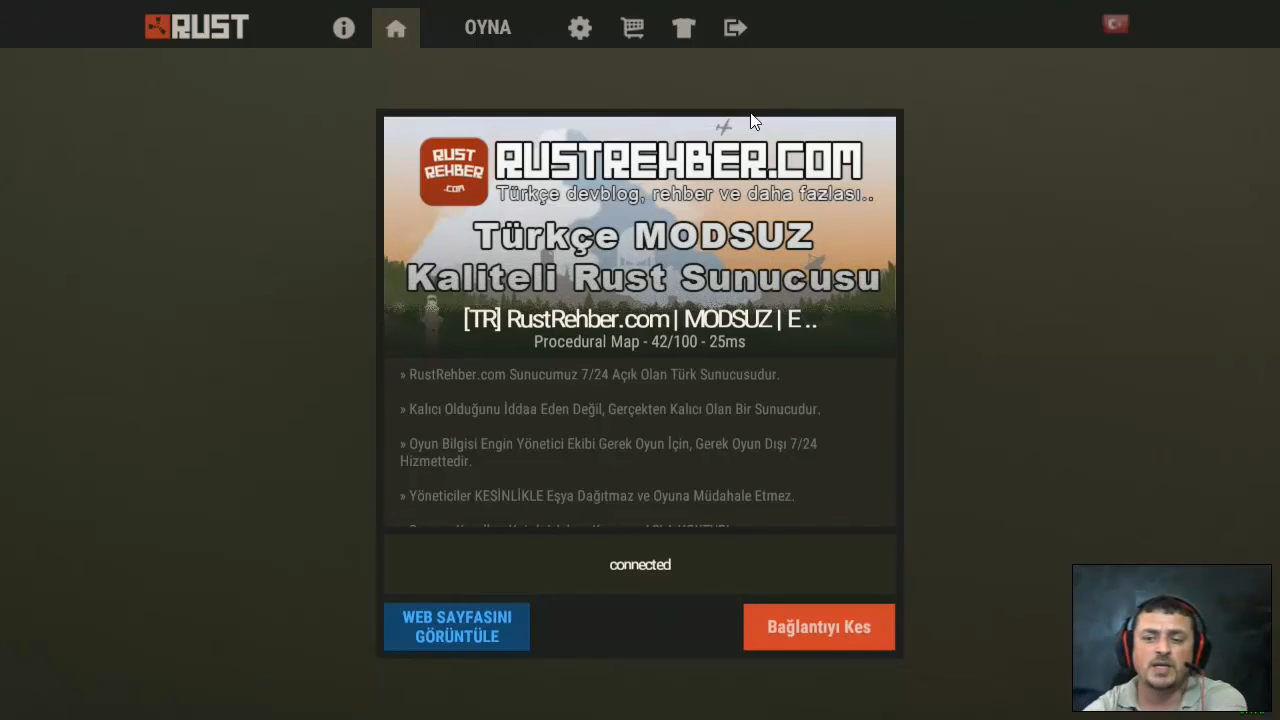 RUST
OYNA
RUST
REHBER
.COM
RUSTREHBER.COM
Türkçe devblog, rehber ve daha fazlası..
Türkçe MODSUZ
Kaliteli Rust Sunucusu
[TR] RustRehber.com | MODSUZ | E ..
Procedural Map - 42/100 - 25ms
» RustRehber.com Sunucumuz 7/24 Açık Olan Türk Sunucusudur.
» Kalıcı Olduğunu İddaa Eden Değil, Gerçekten Kalıcı Olan Bir Sunucudur.
» Oyun Bilgisi Engin Yönetici Ekibi Gerek Oyun İçin, Gerek Oyun Dışı 7/24
Hizmettedir.
» Yöneticiler KESİNLİKLE Eşya Dağıtmaz ve Oyuna Müdahale Etmez.
connected
WEB SAYFASINI
GÖRÜNTÜLE
Bağlantıyı Kes